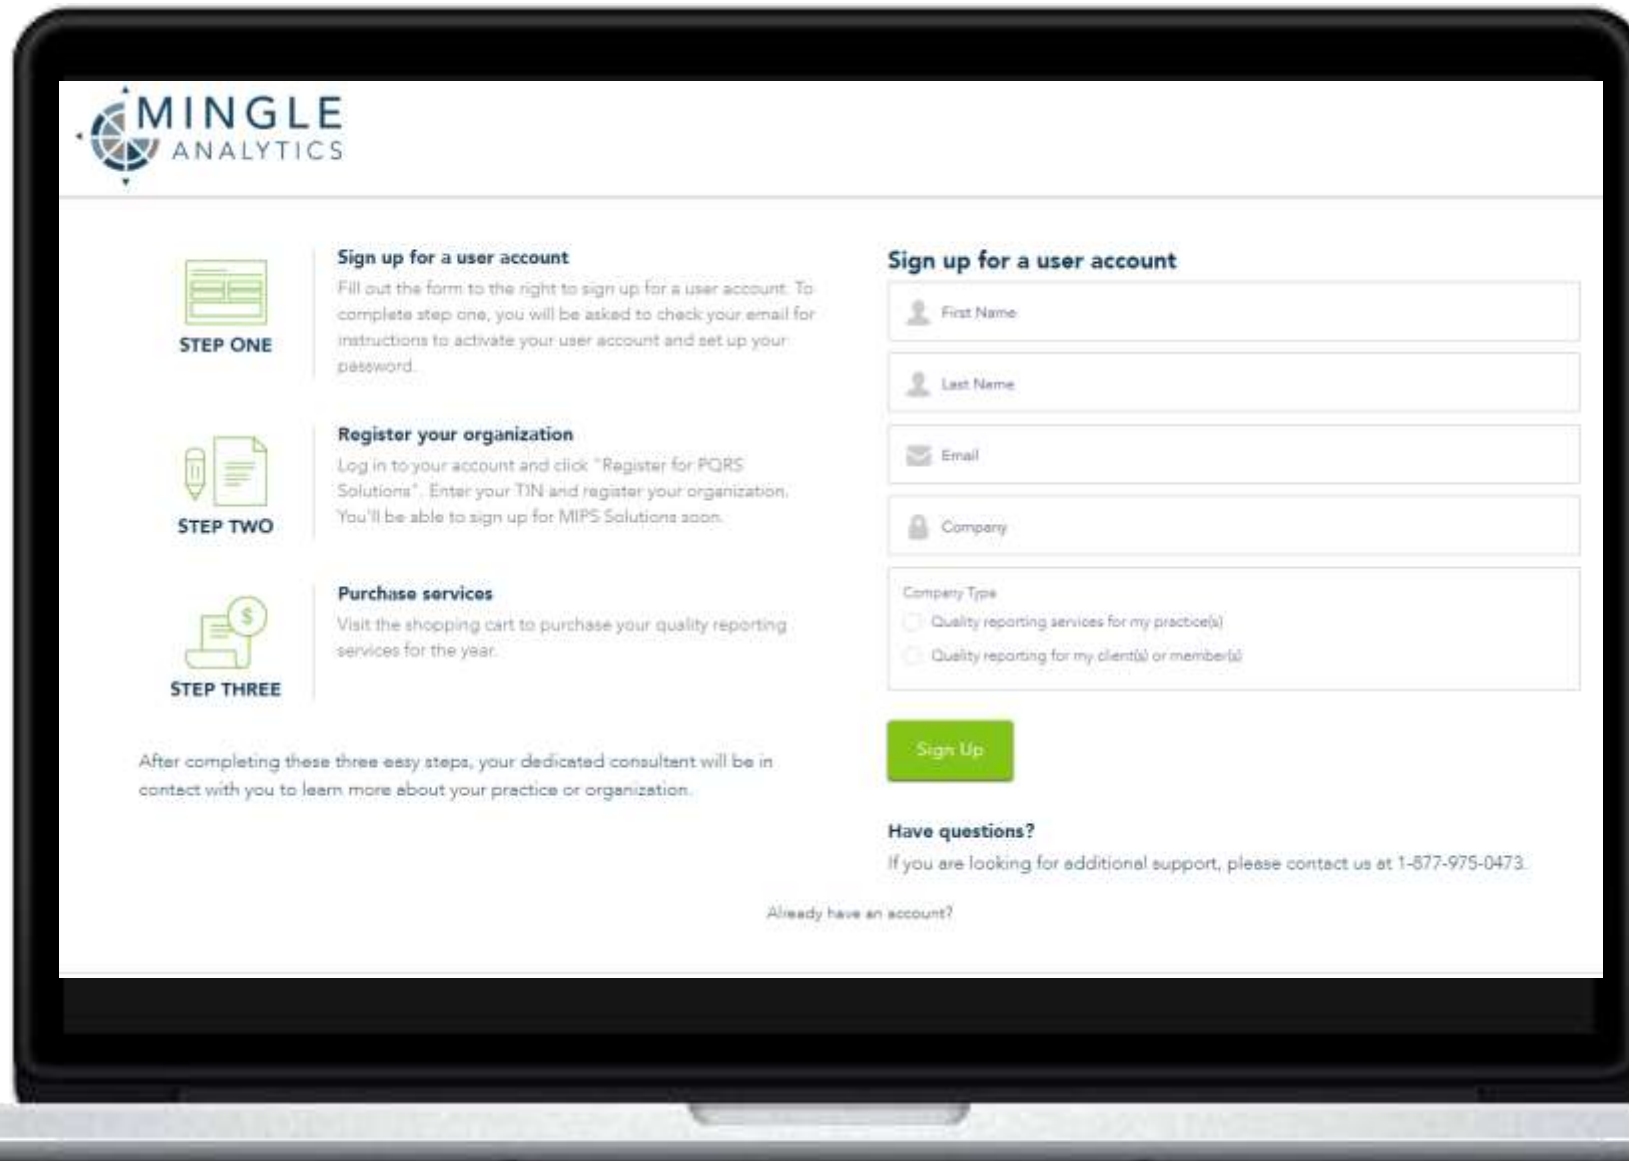 MINGLE
ANALYTICS
STEP ONE
Sign up for a user account
Fill out the form to the right to sign up for a user account. To
complete step one, you will be asked to check your email for
instructions to activate your user account and set up your
password.
STEP TWO
Register your organization
Log in to your account and click "Register for PQRS
Solutions". Enter your TIN and register your organization.
You'll be able to sign up for MIPS Solutions soon.
$
STEP THREE
Purchase services
Visit the shopping cart to purchase your quality reporting
services for the year.
After completing these three easy steps, your dedicated consultant will be in
contact with you to learn more about your practice or organization.
Sign up for a user account
First Name
Last Name
Email
Company
Company Type
Quality reporting services for my practice(s)
Quality reporting for my client(s) or member(s)
Sign Up
Have questions?
If you are looking for additional support, please contact us at 1-877-975-0473.
Already have an account?